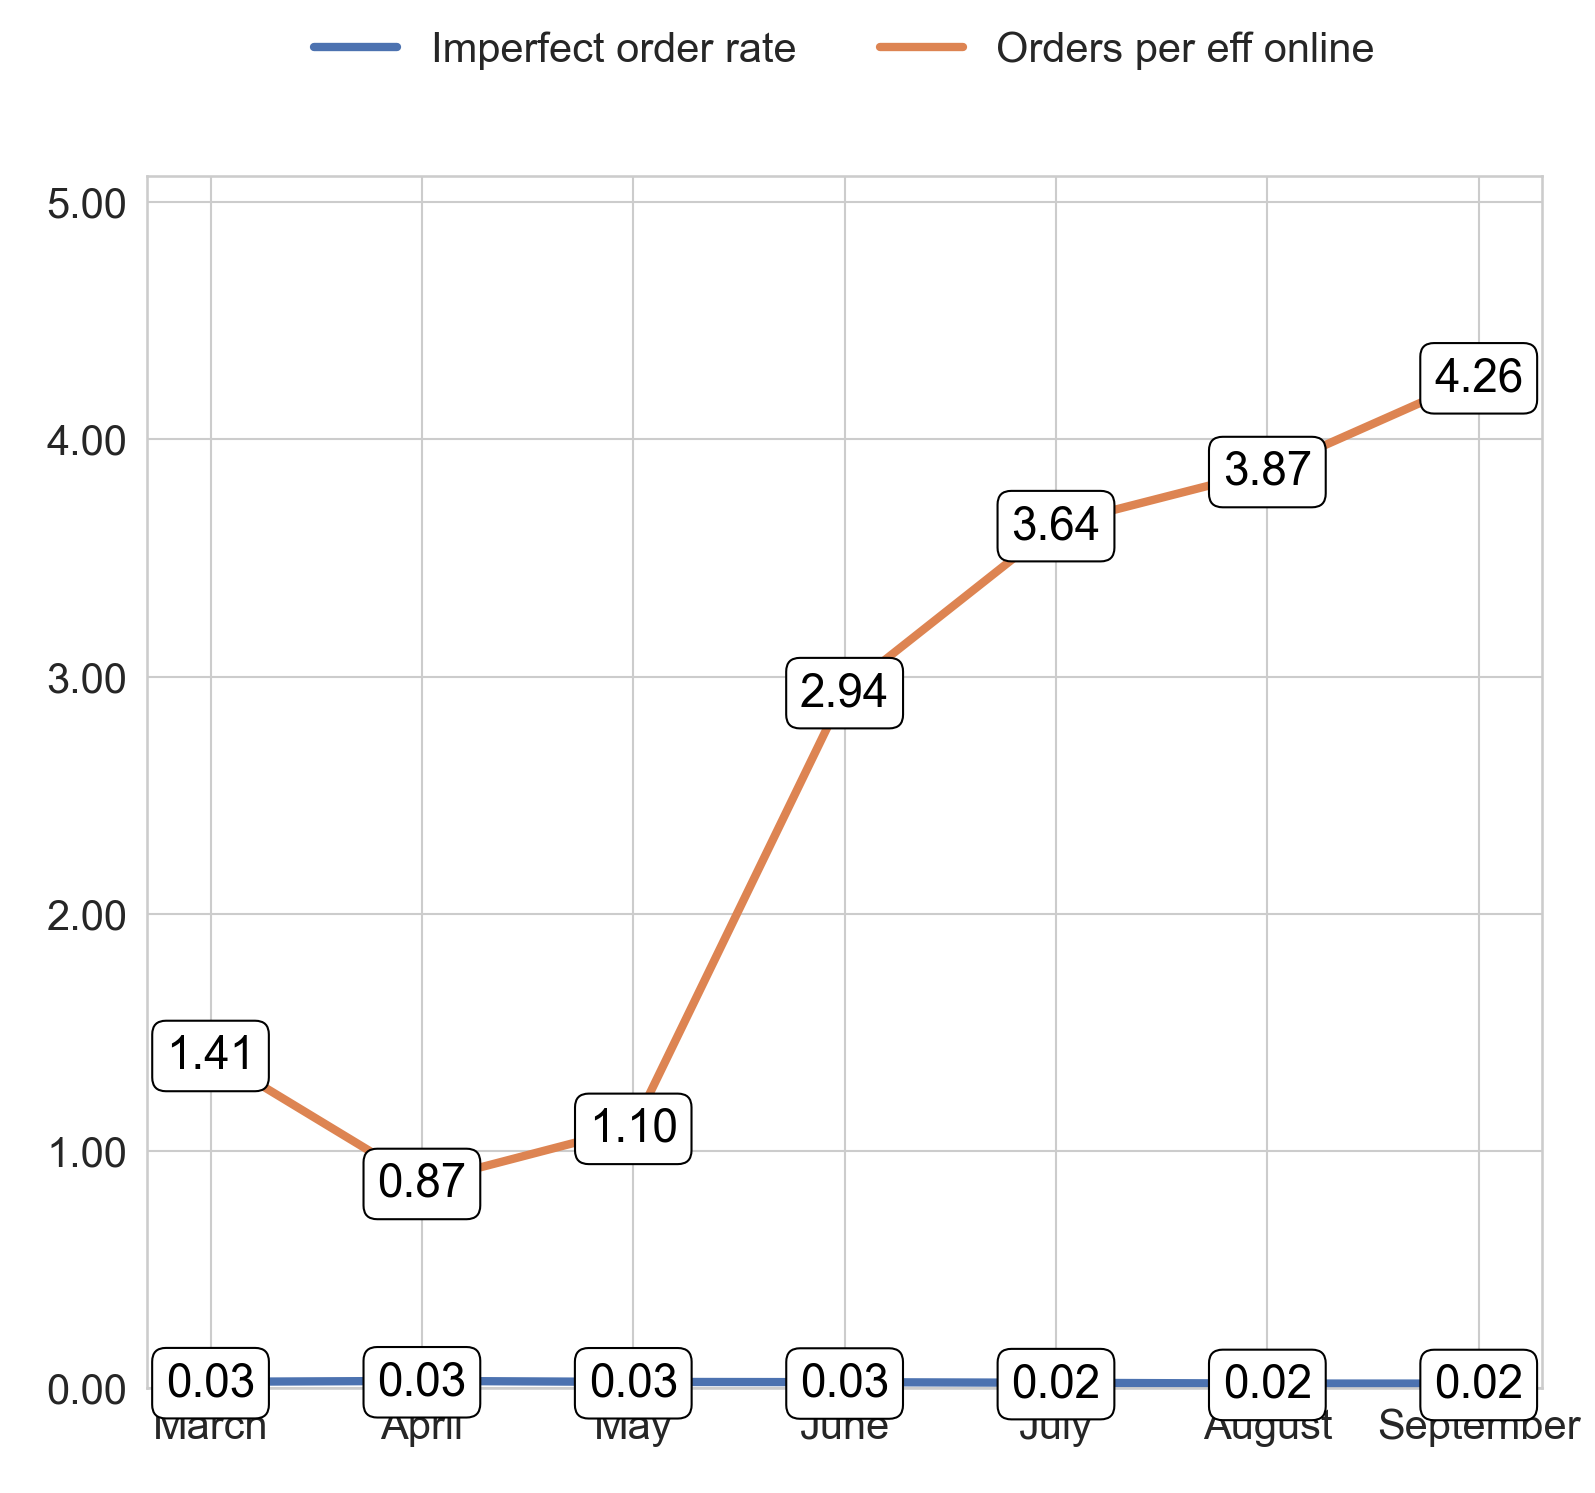 Imperfect order rate
Orders per eff online
5.00
4.00
3.00
2.00
1.00
0.00
1.41
0.87
1.10
2.94
3.64
3.87
4.26
0.03
0.03
0.03
0.03
0.02
0.02
0.02
March
April
May
June
July
August
September